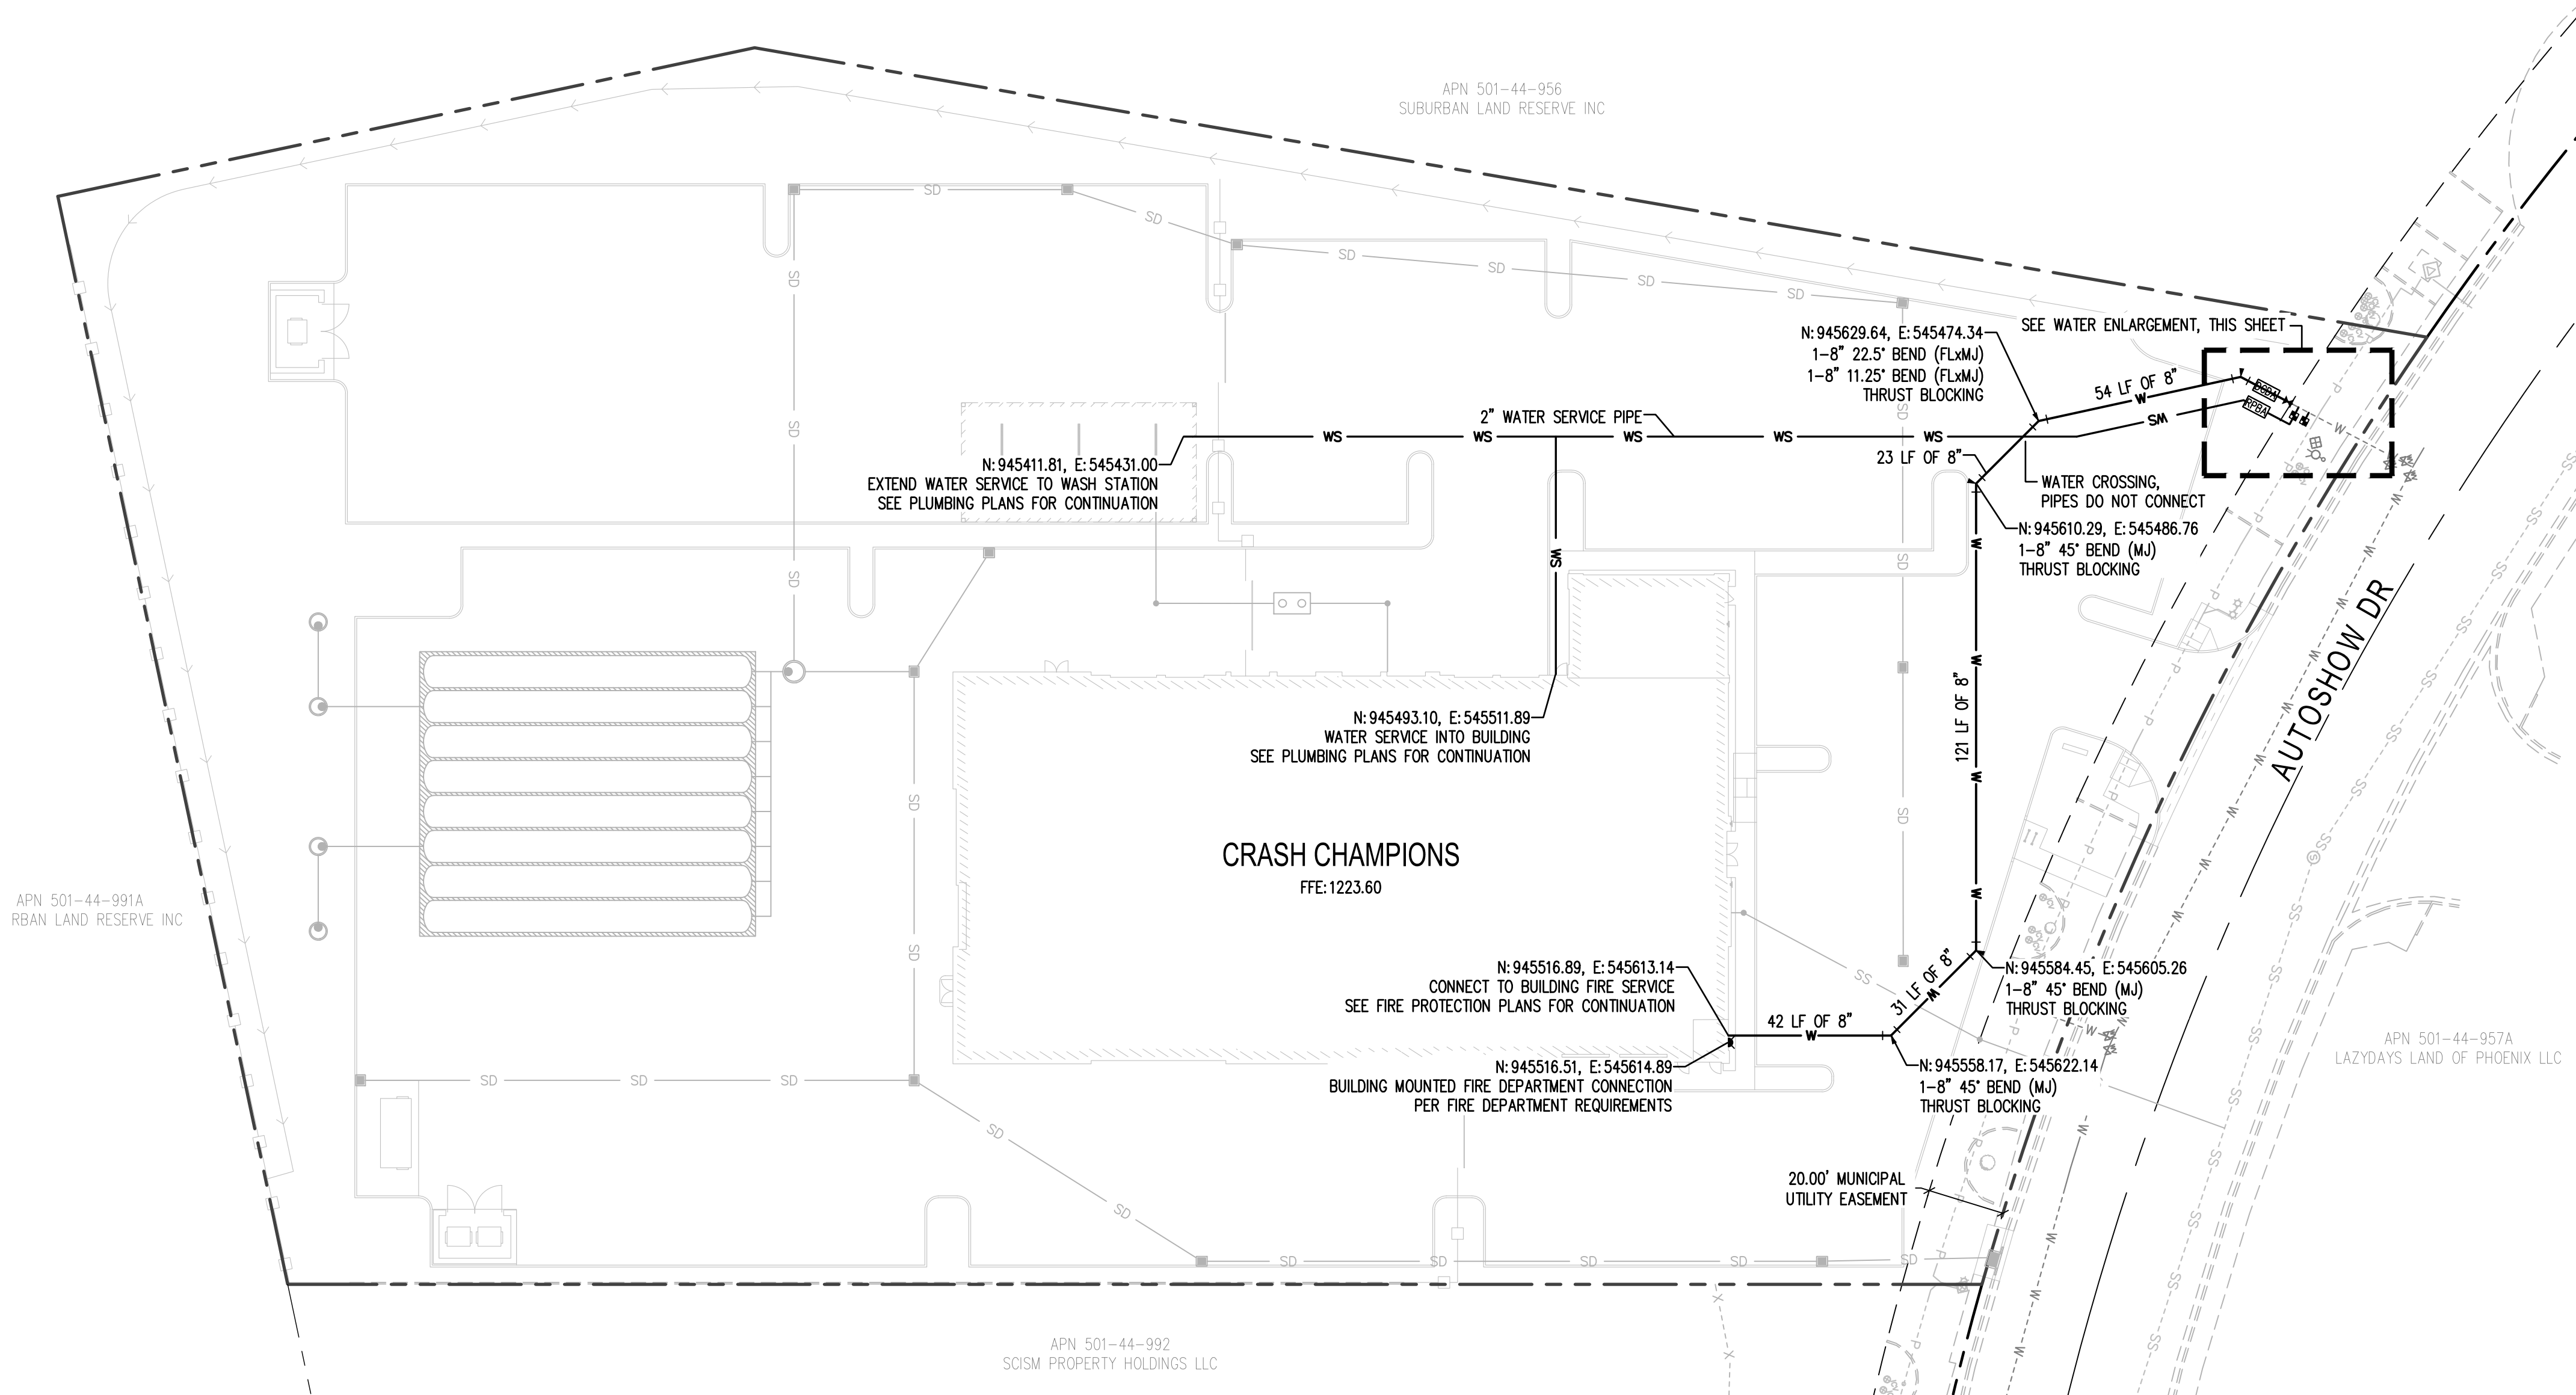 APN 501-44-956
SUBURBAN LAND RESERVE INC
SD
SD
SD
SD
SD
SD
SD
SD
SD
SD
SEE WATER ENLARGEMENT, THIS SHEET
N:945629.64, E:545474.34
1-8" 22.5° BEND (FLxMJ)
1-8" 11.25° BEND (FLxMJ)
THRUST BLOCKING
54 LF OF 8"
W
DCDA
RPBA
WS
2" WATER SERVICE PIPE
WS
WS
WS
WS
WS
23 LF OF 8"
WATER CROSSING,
PIPES DO NOT CONNECT
N:945411.81, E:545431.00
EXTEND WATER SERVICE TO WASH STATION
SEE PLUMBING PLANS FOR CONTINUATION
N:945610.29, E:545486.76
1-8" 45° BEND (MJ)
THRUST BLOCKING
WS
W
W
W
W
121 LF OF 8"
AUTOSHOW DR
N:945493.10, E:545511.89
WATER SERVICE INTO BUILDING
SEE PLUMBING PLANS FOR CONTINUATION
SD
SD
SD
CRASH CHAMPIONS
FFE:1223.60
APN 501-44-991A
RBAN LAND RESERVE INC
SS
N:945516.89, E:545613.14
CONNECT TO BUILDING FIRE SERVICE
SEE FIRE PROTECTION PLANS FOR CONTINUATION
42 LF OF 8"
W
31 LF OF 8"
W
N:945584.45, E:545605.26
1-8" 45° BEND (MJ)
THRUST BLOCKING
N:945516.51, E:545614.89
BUILDING MOUNTED FIRE DEPARTMENT CONNECTION
PER FIRE DEPARTMENT REQUIREMENTS
N:945558.17, E:545622.14
1-8" 45° BEND (MJ)
THRUST BLOCKING
APN 501-44-957A
LAZYDAYS LAND OF PHOENIX LLC
SD
SD
SD
SD
SD
20.00' MUNICIPAL
UTILITY EASEMENT
SD
SD
SD
SD
SD
APN 501-44-992
SCISM PROPERTY HOLDINGS LLC